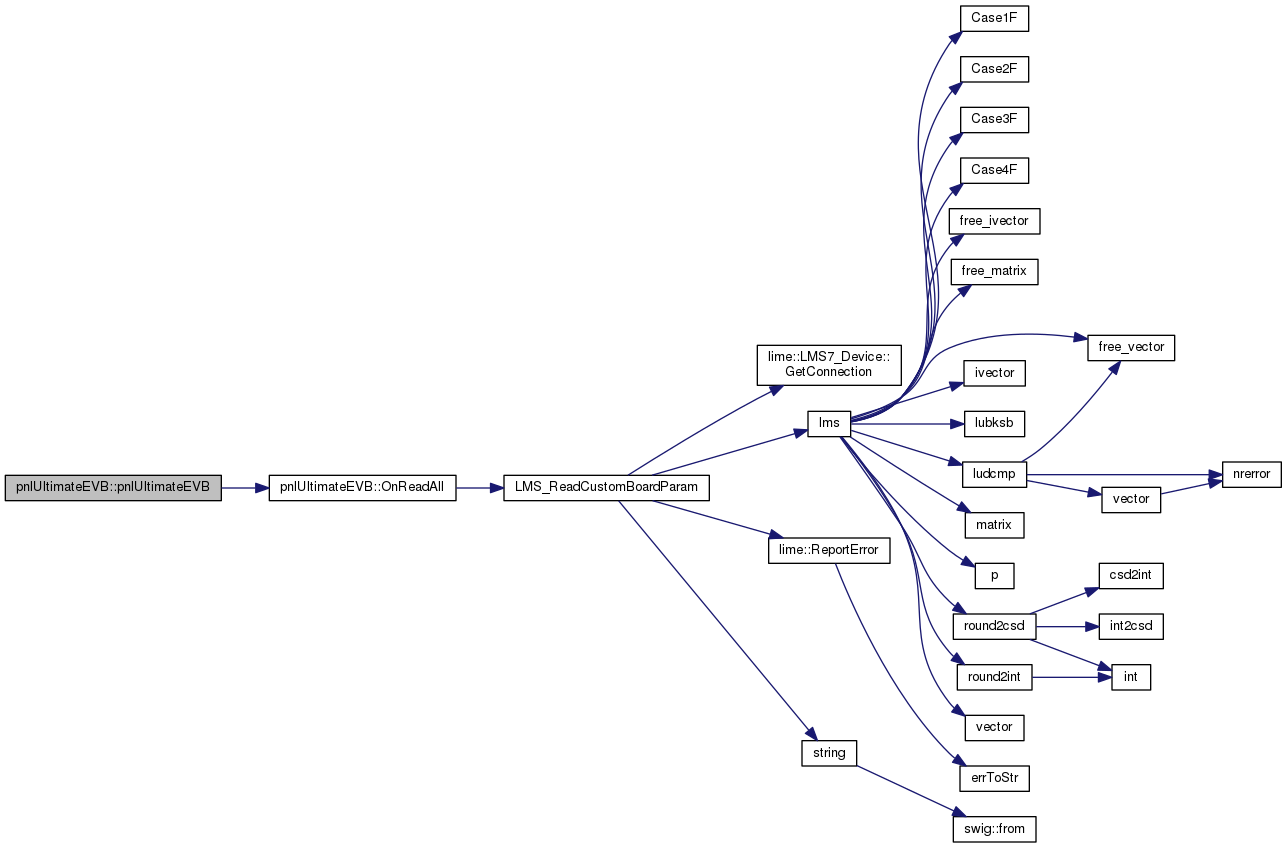 Case1F
Case2F
Case3F
Case4F
free_ivector
free_matrix
free_vector
lime::LMS7_Device::
GetConnection
ivector
lms
lubksb
ludcmp
nrerror
pnlUltimateEVB::pnlUltimateEVB
pnlUltimateEVB::OnReadAll
LMS_ReadCustomBoardParam
vector
matrix
lime::ReportError
p
csd2int
round2csd
int2csd
round2int
int
vector
string
errToStr
swig::from